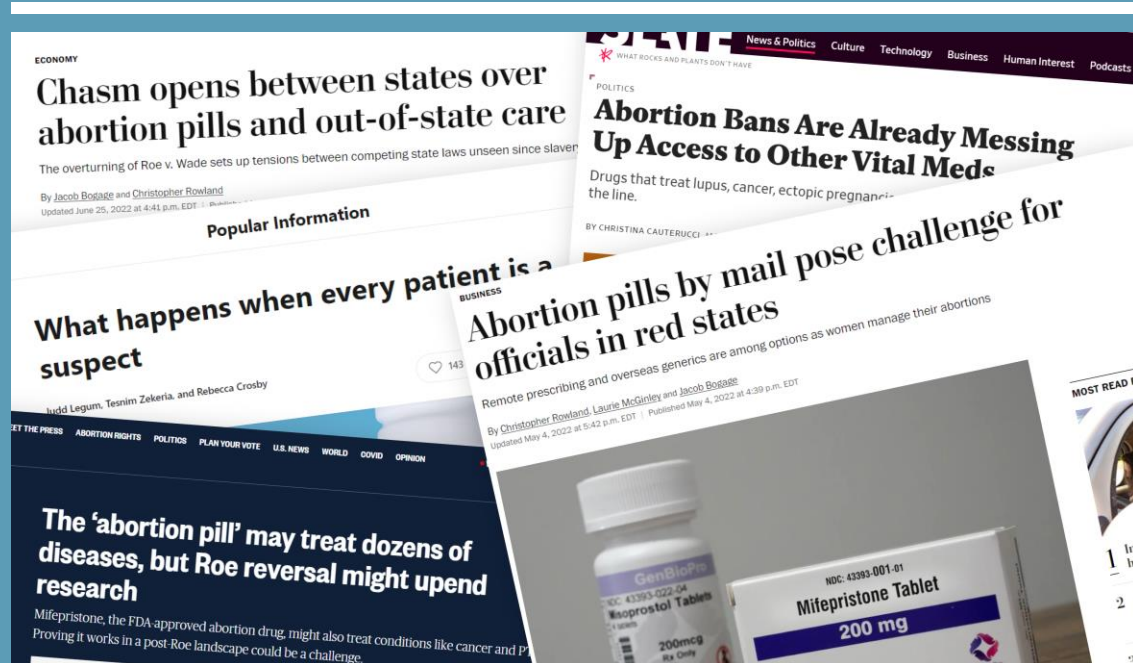 ECONOMY
Chasm opens between states over
abortion pills and out-of-state care
The overturning of Roe v. Wade sets up tensions between competing state laws unseen since
By Jacob Bogage and Christopher Rowland
Updated June 25, 2022 at 4:41 p.m. EDT
News & Politics Culture Technology Business Human Interest Podcasts
WHAT ROCKS AND PLANTS DON'T HAVE
POLITICS
Abortion Bans Are Already Messing
Up Access to Other Vital Meds
Drugs that treat lupus, cancer, ectopic
the line.
BY CHRISTINA CAUTERUCCI
Popular Information
What happens when every patient is a
suspect
143
Judd Legum, Tesnim Zekeria, and Rebecca Crosby
BUSINESS
Abortion pills by mail pose challenge for
officials in red states
Remote prescribing and overseas generics are among options as women manage their abortions
By Christopher Rowland, Laurie McGinley and Jacob Bogage
Updated May 4, 2022 at 5:42 p.m. EDT | Published May 4, 2022 at 4:39 p.m. EDT
MOST READ
1
2
THE PRESS ABORTION RIGHTS POLITICS PLAN YOUR VOTE U.S. NEWS WORLD COVID OPINION
The ‘abortion pill’ may treat dozens of
diseases, but Roe reversal might upend
research
Mifepristone, the FDA-approved abortion drug, might also treat conditions like cancer and
Proving it works in a post-Roe landscape could be a challenge.
GenBioPro
NDC 43393-022-04
Misoprostol Tablets
200mcg
Rx Only
NDC: 43393-001-01
Mifepristone Tablet
200 mg